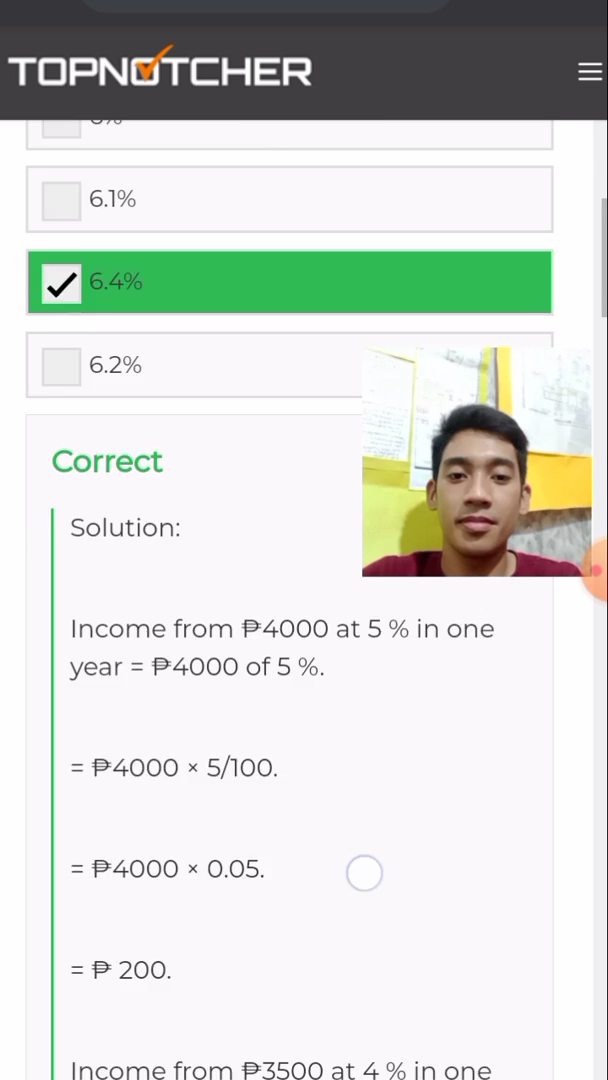 TOPNOTCHER
6.1%
6.4%
6.2%
Correct
Solution:
Income from ₱4000 at 5 % in one
year = ₱4000 of 5 %.
= ₱4000 × 5/100.
= ₱4000 × 0.05.
= ₱ 200.
Income from ₱3500 at 4 % in one